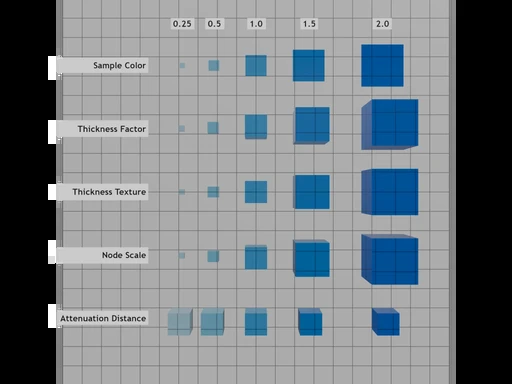 0.25 0.5 1.0 1.5 2.0
Sample Color
Thickness Factor
Thickness Texture
Node Scale
Attenuation Distance